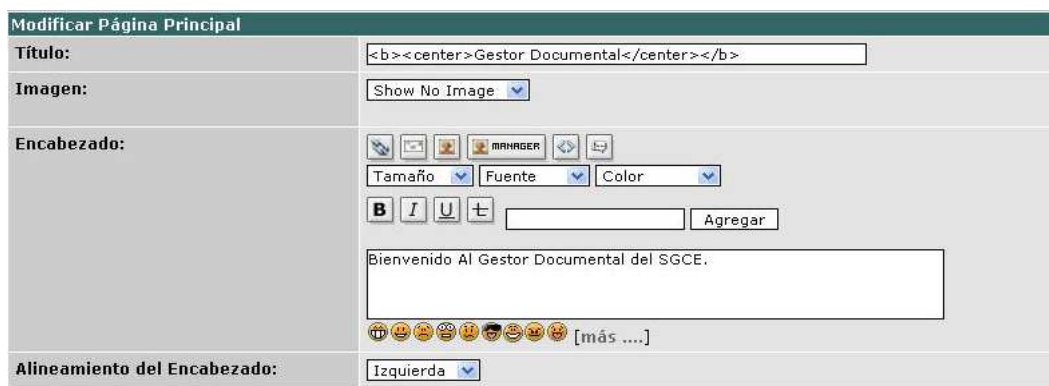 Modificar Página Principal
Título:
<b><center>Gestor Documental</center></b>
Imagen:
Show No Image
Encabezado:
MANAGER
Tamaño Fuente Color
B I U t
Agregar
Bienvenido Al Gestor Documental del SGCE.
[más ....]
Alineamiento del Encabezado:
Izquierda